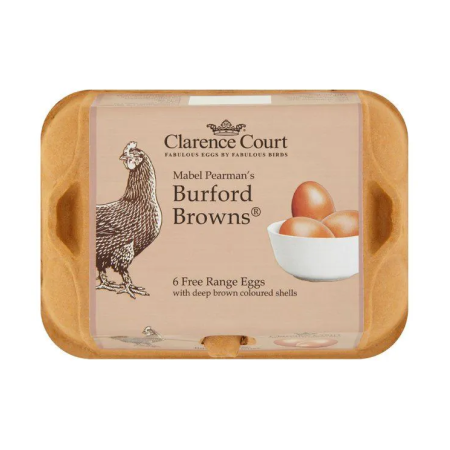 Clarence Court
FABULOUS EGGS BY FABULOUS BIRDS
Mabel Pearman's
Burford
Browns®
6 Free Range Eggs
with deep brown coloured shells